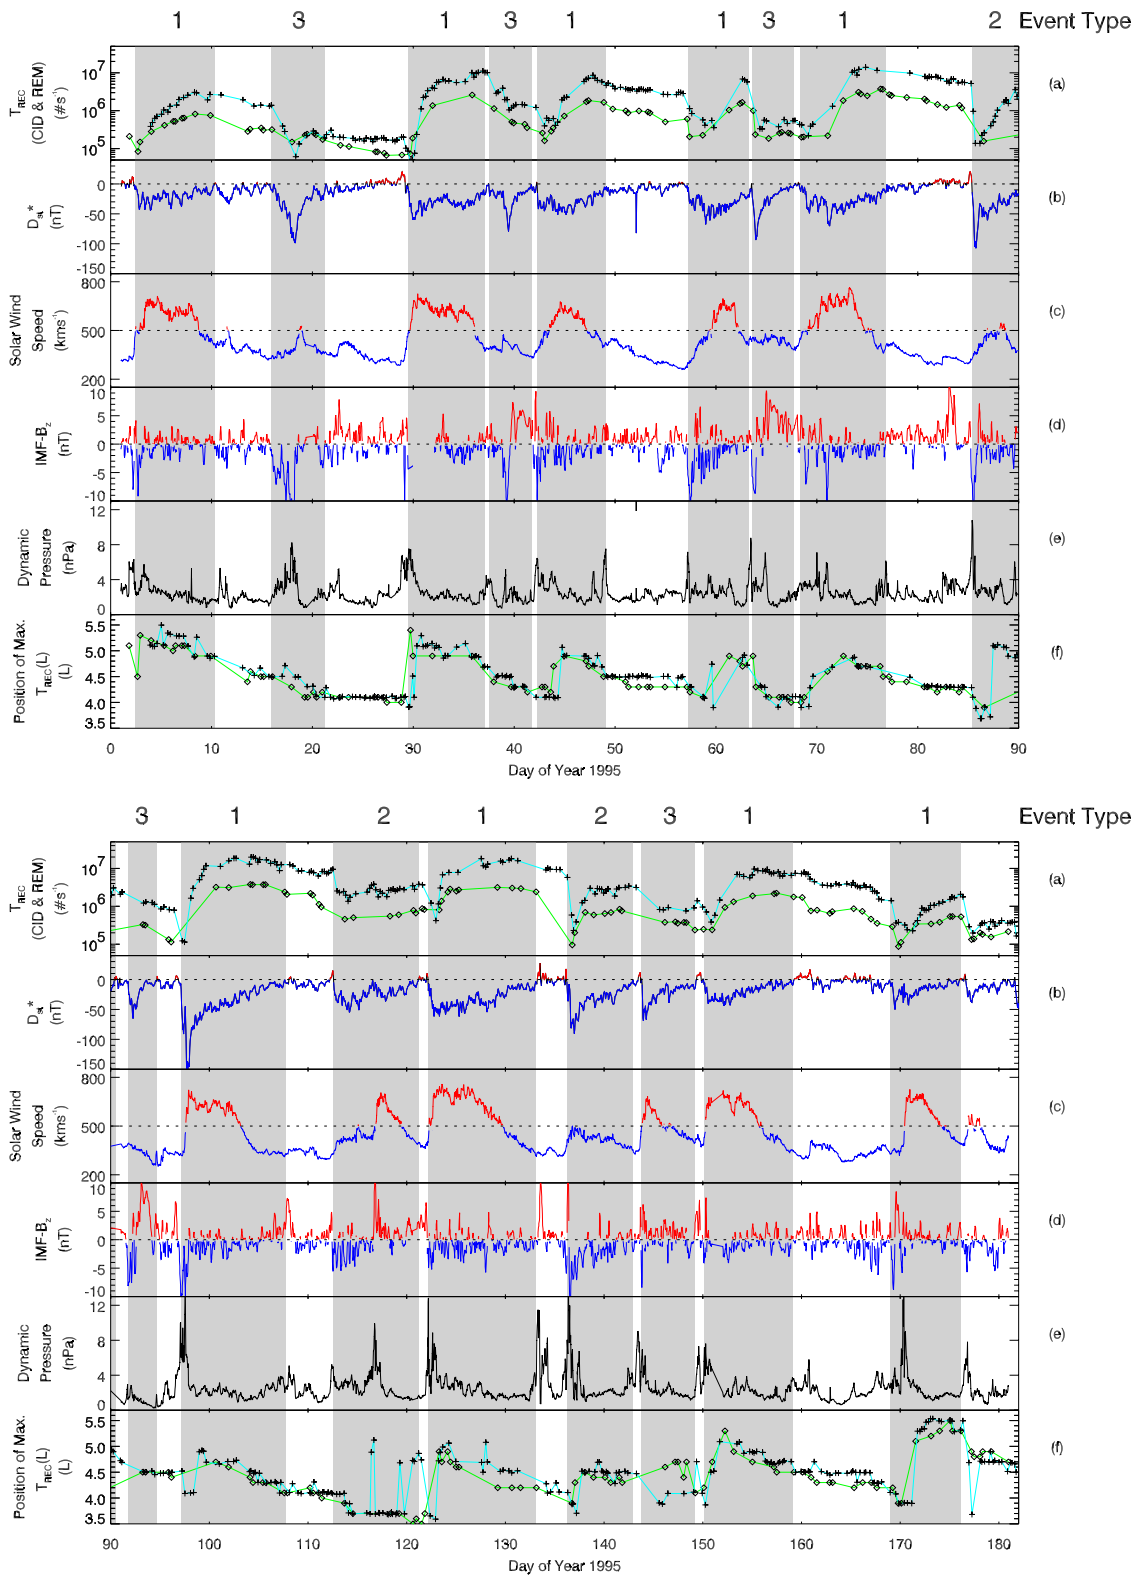 1 3 1 3 1 1 3 1 2 Event Type
T_REC
(CID & REM)
(#s⁻¹)
10⁷
10⁶
10⁵
(a)
D_st*
(nT)
0
-50
-100
-150
(b)
Solar Wind
Speed
(kms⁻¹)
800
500
200
(c)
IMF-B_z
(nT)
10
5
0
-5
-10
(d)
Dynamic
Pressure
(nPa)
12
8
4
0
(e)
Position of Max.
T_REC(L)
(L)
5.5
5.0
4.5
4.0
3.5
(f)
0 10 20 30 40 50 60 70 80 90
Day of Year 1995
3 1 2 1 2 3 1 1 Event Type
T_REC
(CID & REM)
(#s⁻¹)
10⁷
10⁶
10⁵
(a)
D_st*
(nT)
0
-50
-100
-150
(b)
Solar Wind
Speed
(kms⁻¹)
800
500
200
(c)
IMF-B_z
(nT)
10
5
0
-5
-10
(d)
Dynamic
Pressure
(nPa)
12
8
4
0
(e)
Position of Max.
T_REC(L)
(L)
5.5
5.0
4.5
4.0
3.5
(f)
90 100 110 120 130 140 150 160 170 180
Day of Year 1995